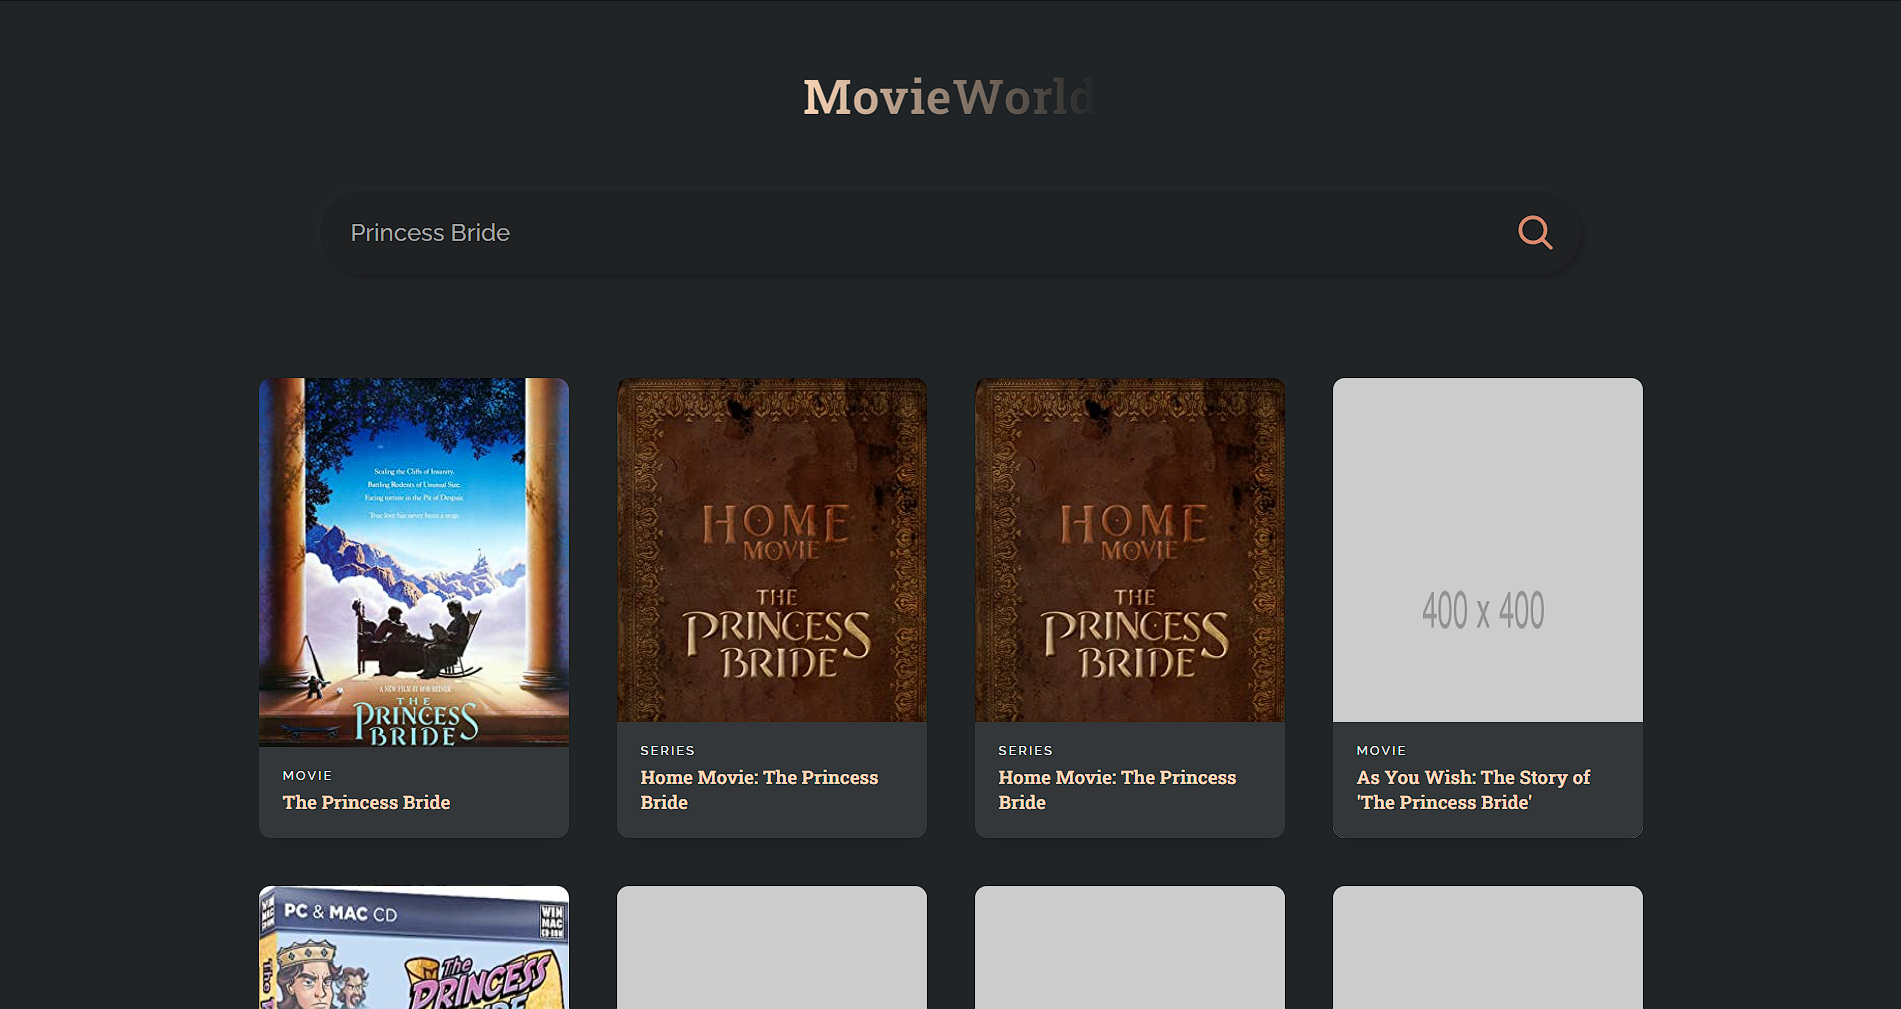 MovieWorld
Princess Bride
Scaling the Cliffs of Insanity,
Battling Rodents of Unusual Size,
Facing torture in the Pit of Despair.
True love has never been a snap.
A NEW FILM BY ROB REINER
THE
PRINCESS
BRIDE
MOVIE
The Princess Bride
HOME
MOVIE
THE
PRINCESS
BRIDE
SERIES
Home Movie: The Princess
Bride
HOME
MOVIE
THE
PRINCESS
BRIDE
SERIES
Home Movie: The Princess
Bride
400 x 400
MOVIE
As You Wish: The Story of
'The Princess Bride'
PC & MAC CD
WIN
MAC
CD-ROM
The
PRINCESS